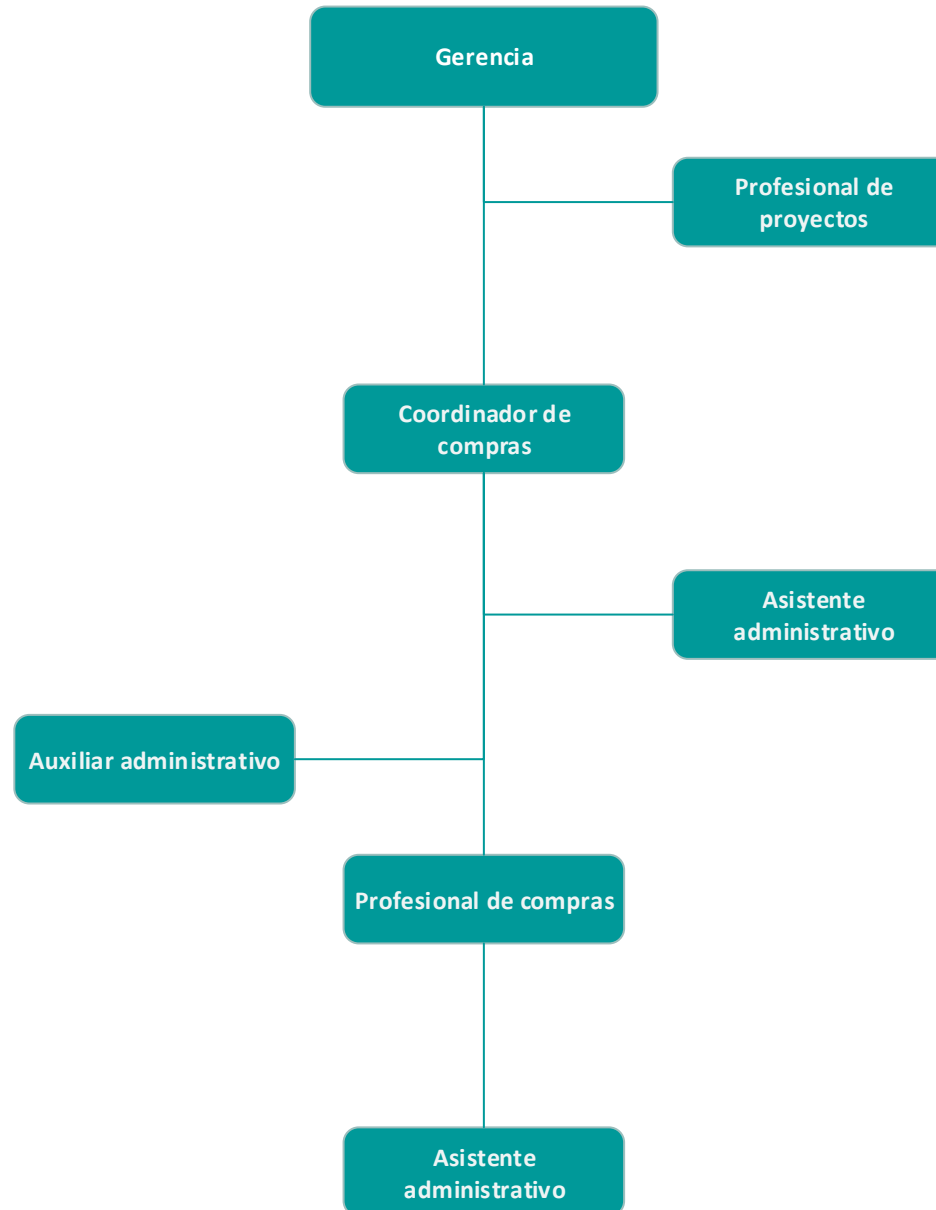 Gerencia
Profesional de
proyectos
Coordinador de
compras
Asistente
administrativo
Auxiliar administrativo
Profesional de compras
Asistente
administrativo